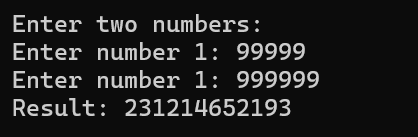 Enter two numbers:
Enter number 1: 99999
Enter number 1: 999999
Result: 231214652193